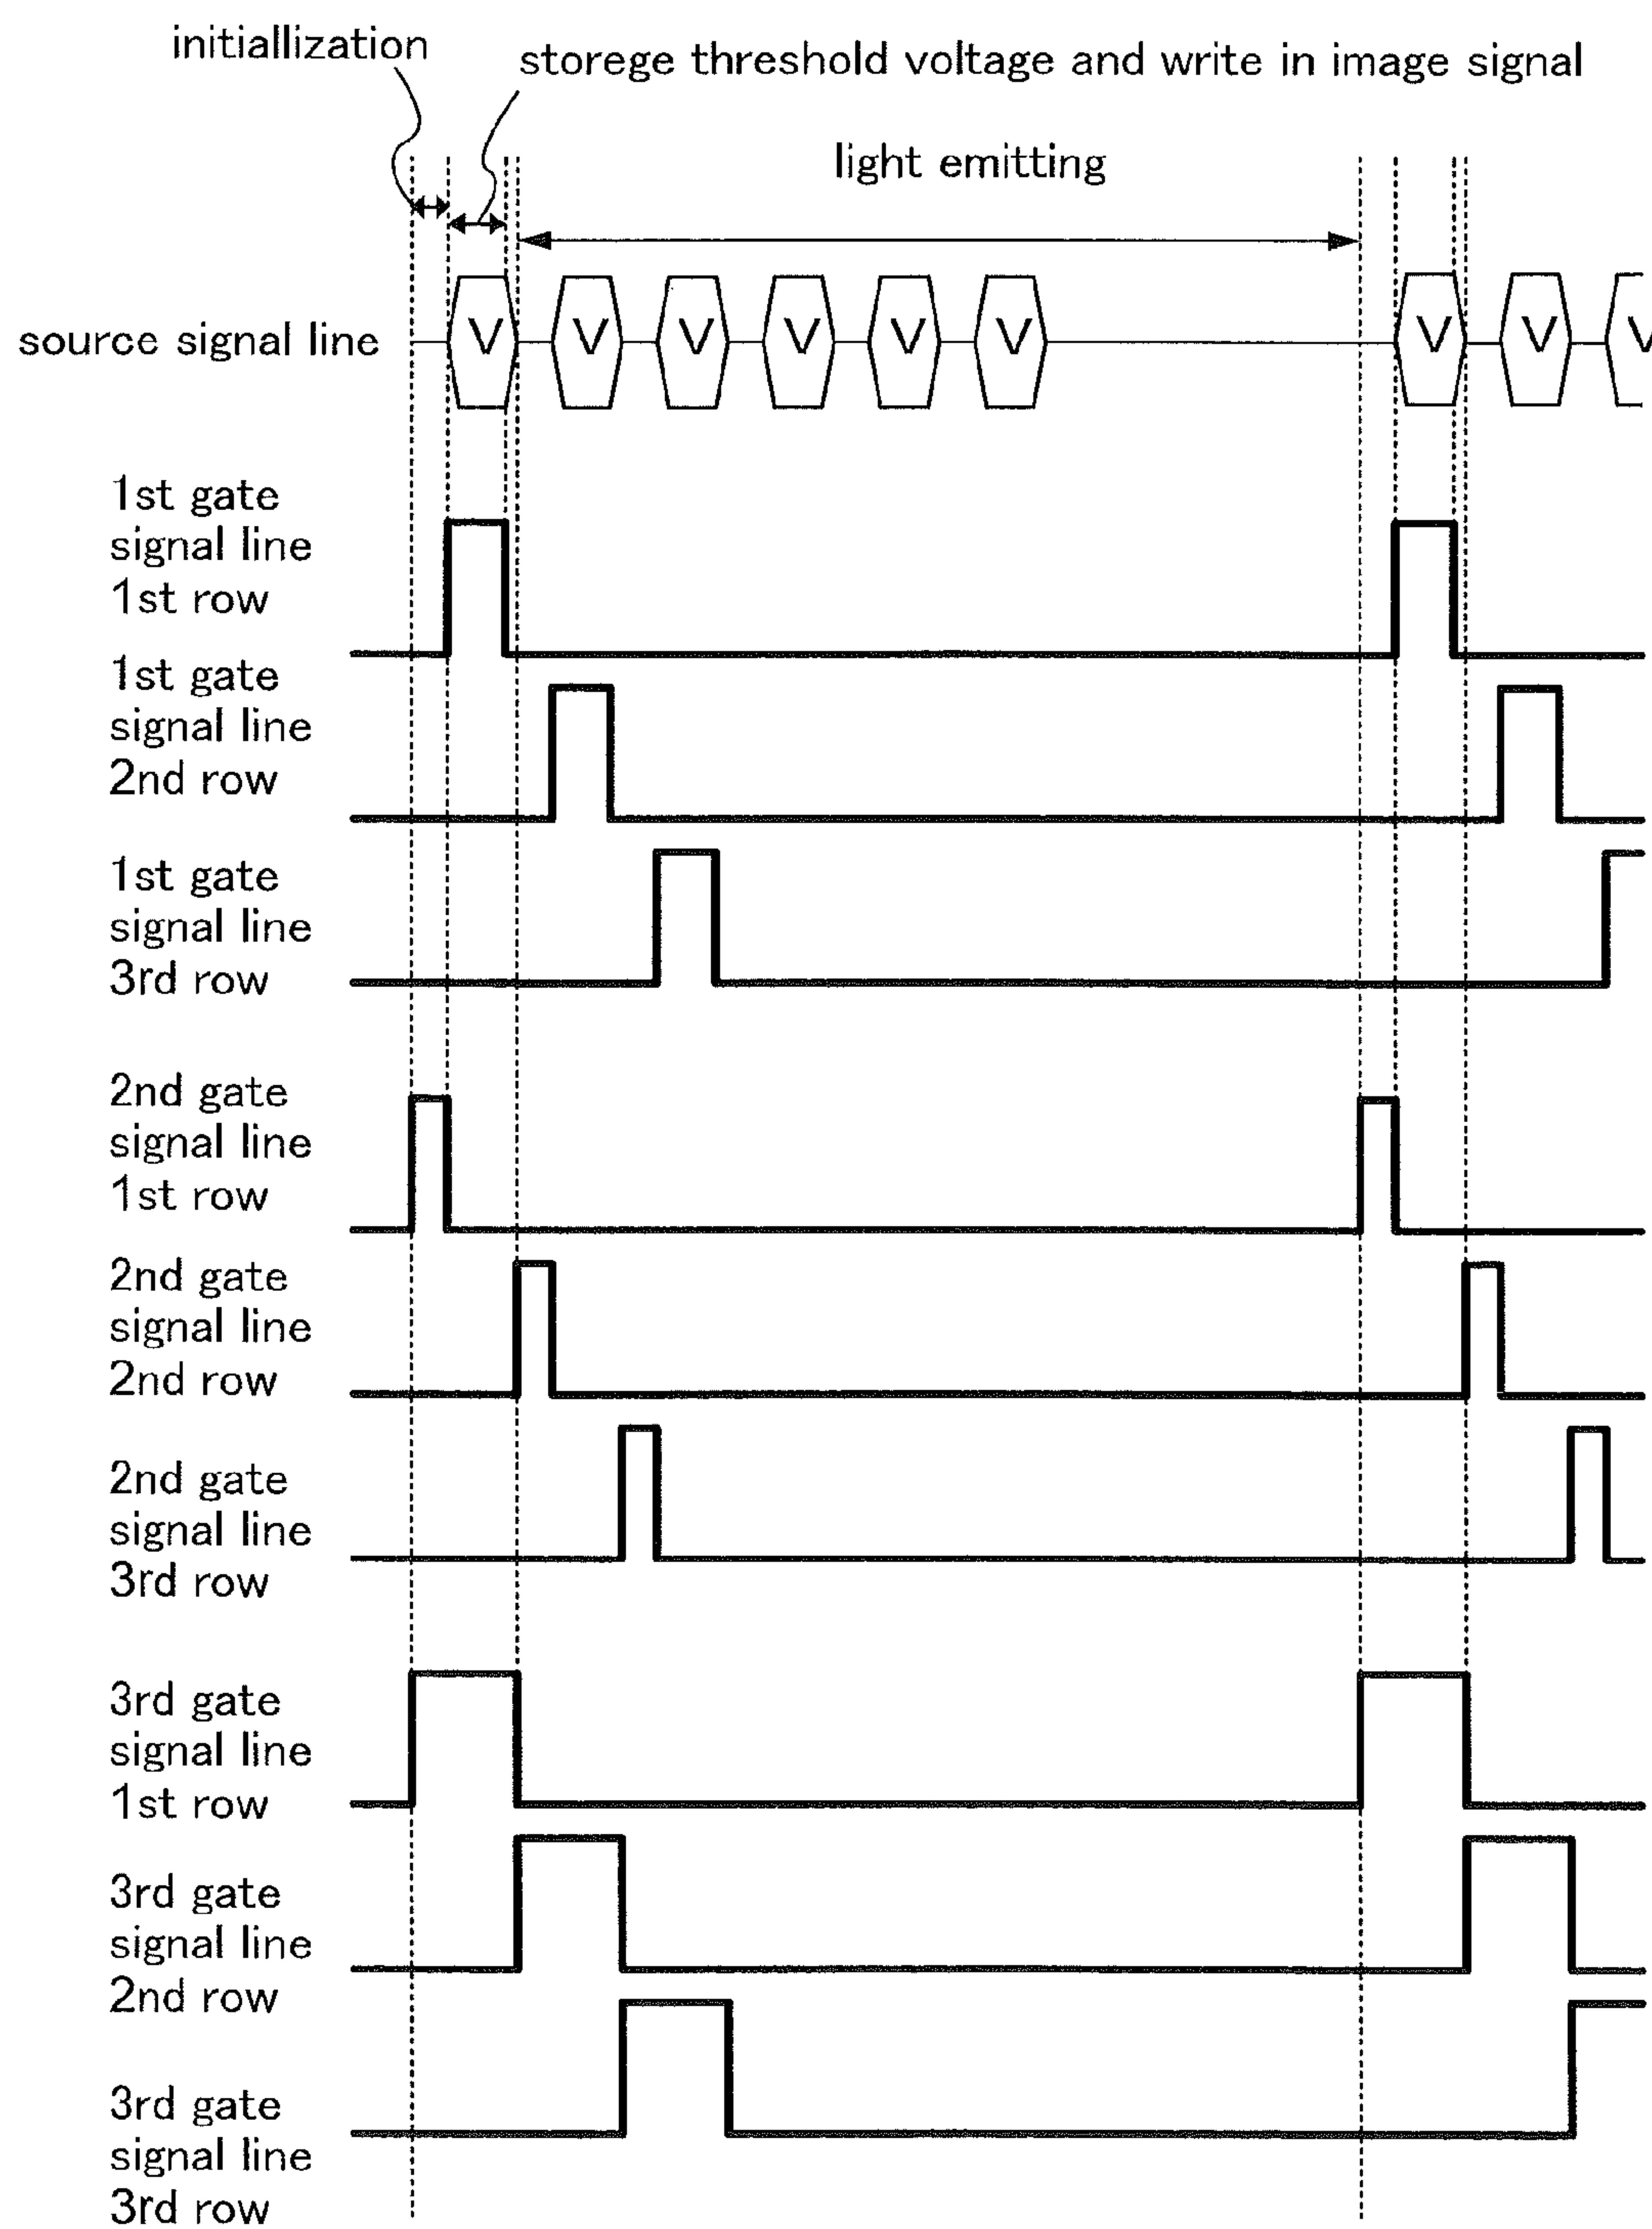 initiallization
storege threshold voltage and write in image signal
light emitting
source signal line
V V V V V V V V V
1st gate
signal line
1st row
1st gate
signal line
2nd row
1st gate
signal line
3rd row
2nd gate
signal line
1st row
2nd gate
signal line
2nd row
2nd gate
signal line
3rd row
3rd gate
signal line
1st row
3rd gate
signal line
2nd row
3rd gate
signal line
3rd row